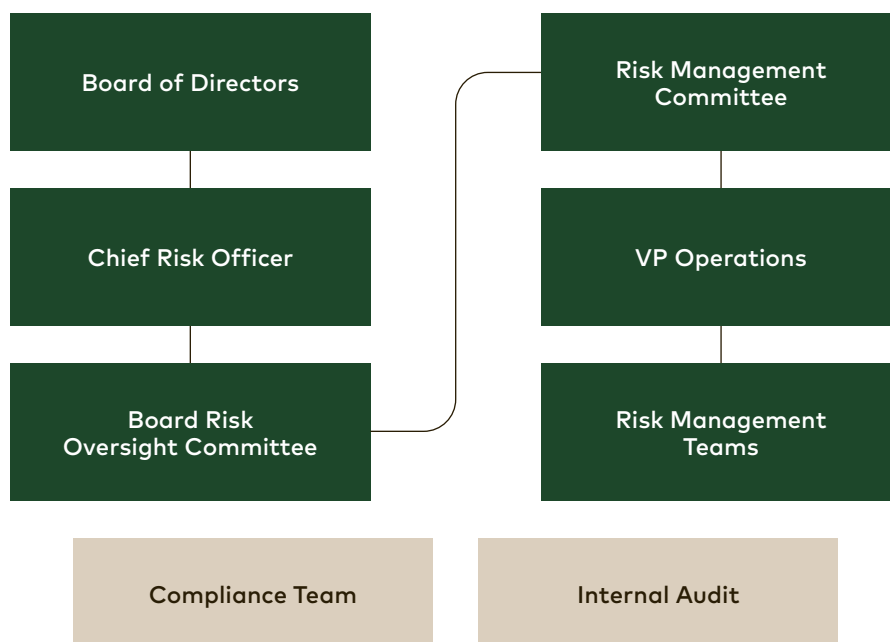 Board of Directors
Chief Risk Officer
Board Risk
Oversight Committee
Risk Management
Committee
VP Operations
Risk Management
Teams
Compliance Team
Internal Audit